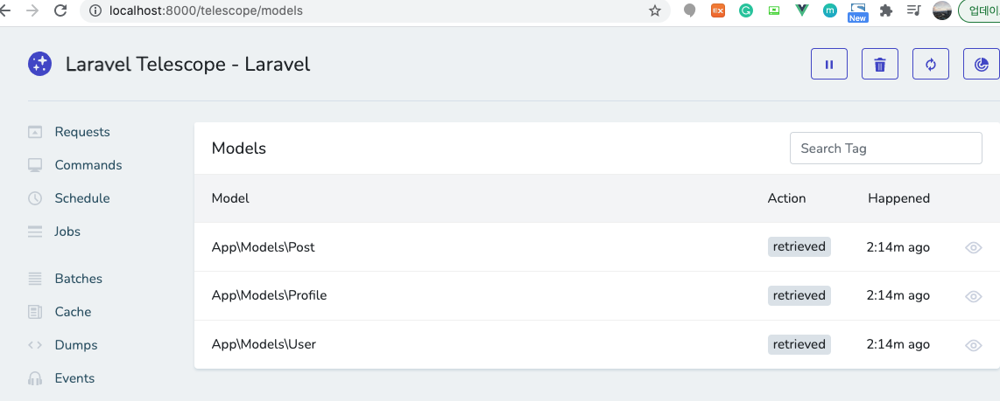 localhost:8000/telescope/models
New
업데이
Laravel Telescope - Laravel
Requests
Commands
Schedule
Jobs
Batches
Cache
Dumps
Events
Models
Search Tag
Model Action Happened
App\Models\Post retrieved 2:14m ago
App\Models\Profile retrieved 2:14m ago
App\Models\User retrieved 2:14m ago